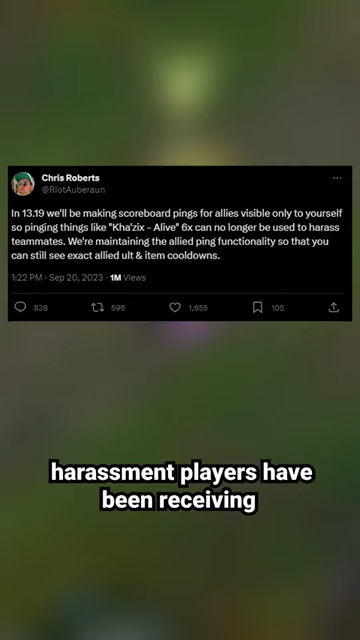 Chris Roberts
@RiotAuberaun
In 13.19 we'll be making scoreboard pings for allies visible only to yourself
so pinging things like "Kha'zix - Alive" 6x can no longer be used to harass
teammates. We're maintaining the allied ping functionality so that you
can still see exact allied ult & item cooldowns.
1:22 PM · Sep 20, 2023 · 1M Views
838 596 1,855 105
harassment players have
been receiving